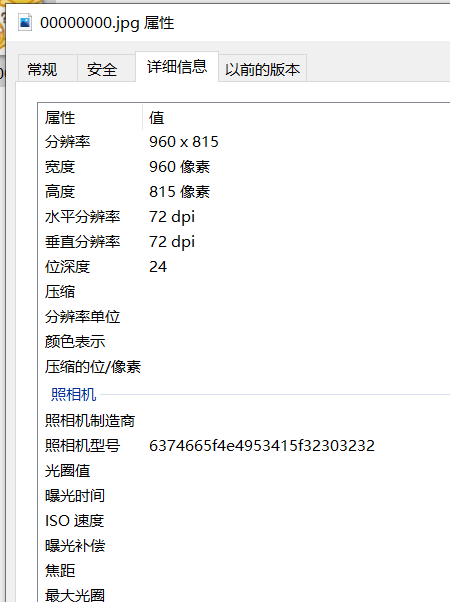 00000000.jpg 属性
常规 安全 详细信息 以前的版本
属性 值
分辨率 960 x 815
宽度 960 像素
高度 815 像素
水平分辨率 72 dpi
垂直分辨率 72 dpi
位深度 24
压缩
分辨率单位
颜色表示
压缩的位/像素
照相机
照相机制造商
照相机型号 6374665f4e4953415f32303232
光圈值
曝光时间
ISO 速度
曝光补偿
焦距
最大光圈